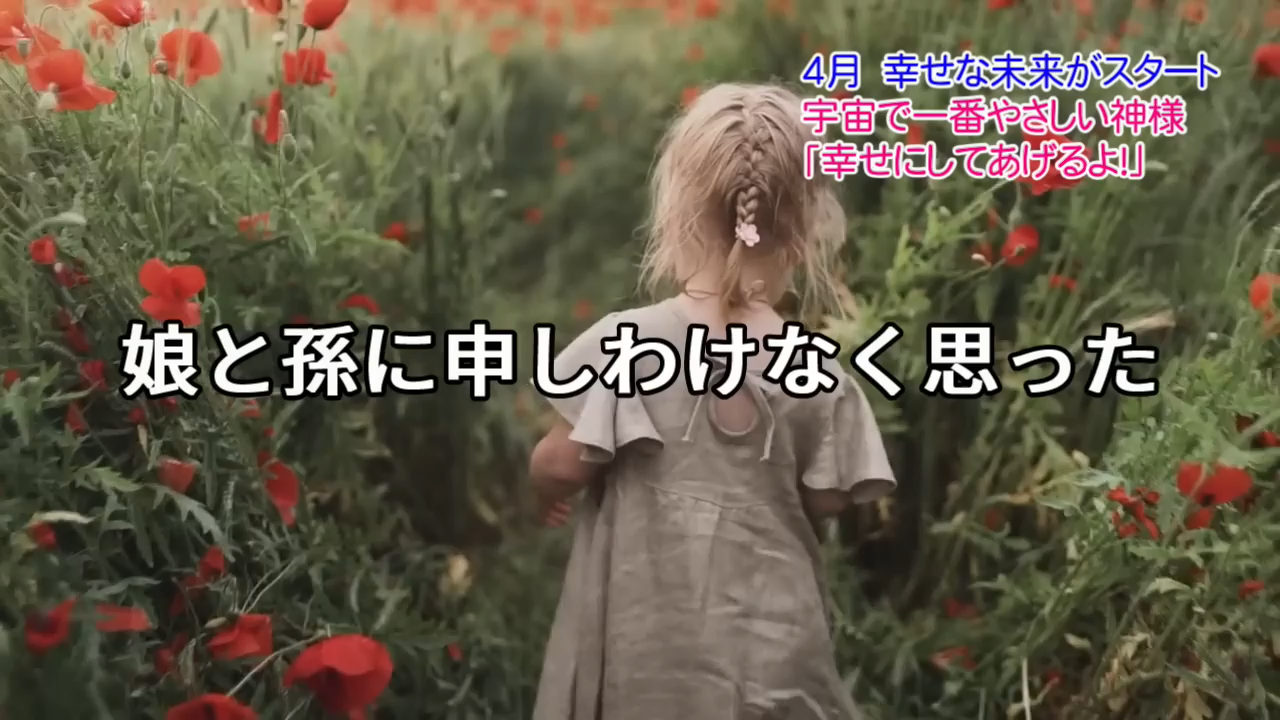 4月　幸せな未来がスタート
宇宙で一番やさしい神様
「幸せにしてあげるよ!」
娘と孫に申しわけなく思った